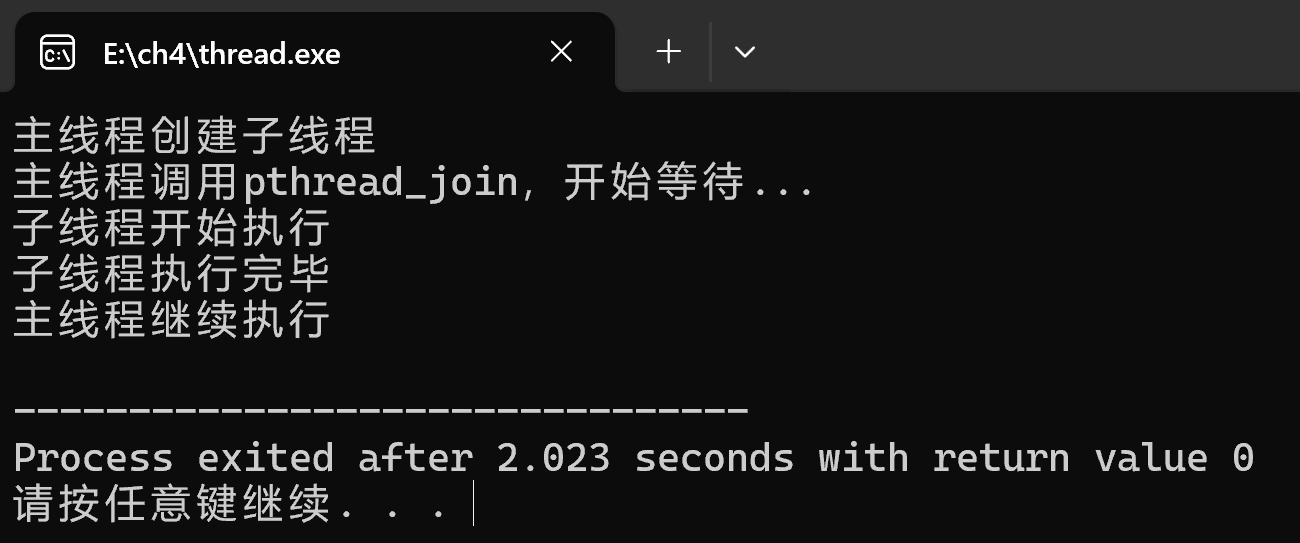 E:\ch4\thread.exe
主线程创建子线程
主线程调用pthread_join，开始等待...
子线程开始执行
子线程执行完毕
主线程继续执行
--------------------------------
Process exited after 2.023 seconds with return value 0
请按任意键继续. . .